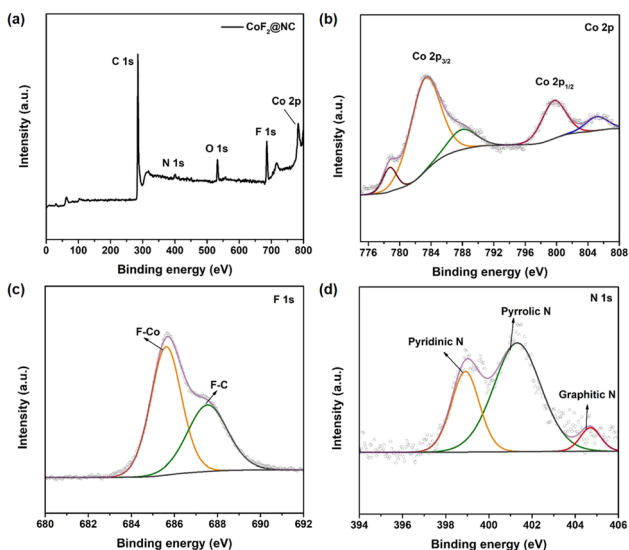 (a)
CoF₂@NC
C 1s
N 1s
O 1s
F 1s
Co 2p
Intensity (a.u.)
0 100 200 300 400 500 600 700 800
Binding energy (eV)
(b)
Co 2p
Co 2p₃/₂
Co 2p₁/₂
Intensity (a.u.)
776 780 784 788 792 796 800 804 808
Binding energy (eV)
(c)
F 1s
F-Co
F-C
Intensity (a.u.)
680 682 684 686 688 690 692
Binding energy (eV)
(d)
N 1s
Pyrrolic N
Pyridinic N
Graphitic N
Intensity (a.u.)
394 396 398 400 402 404 406
Binding energy (eV)